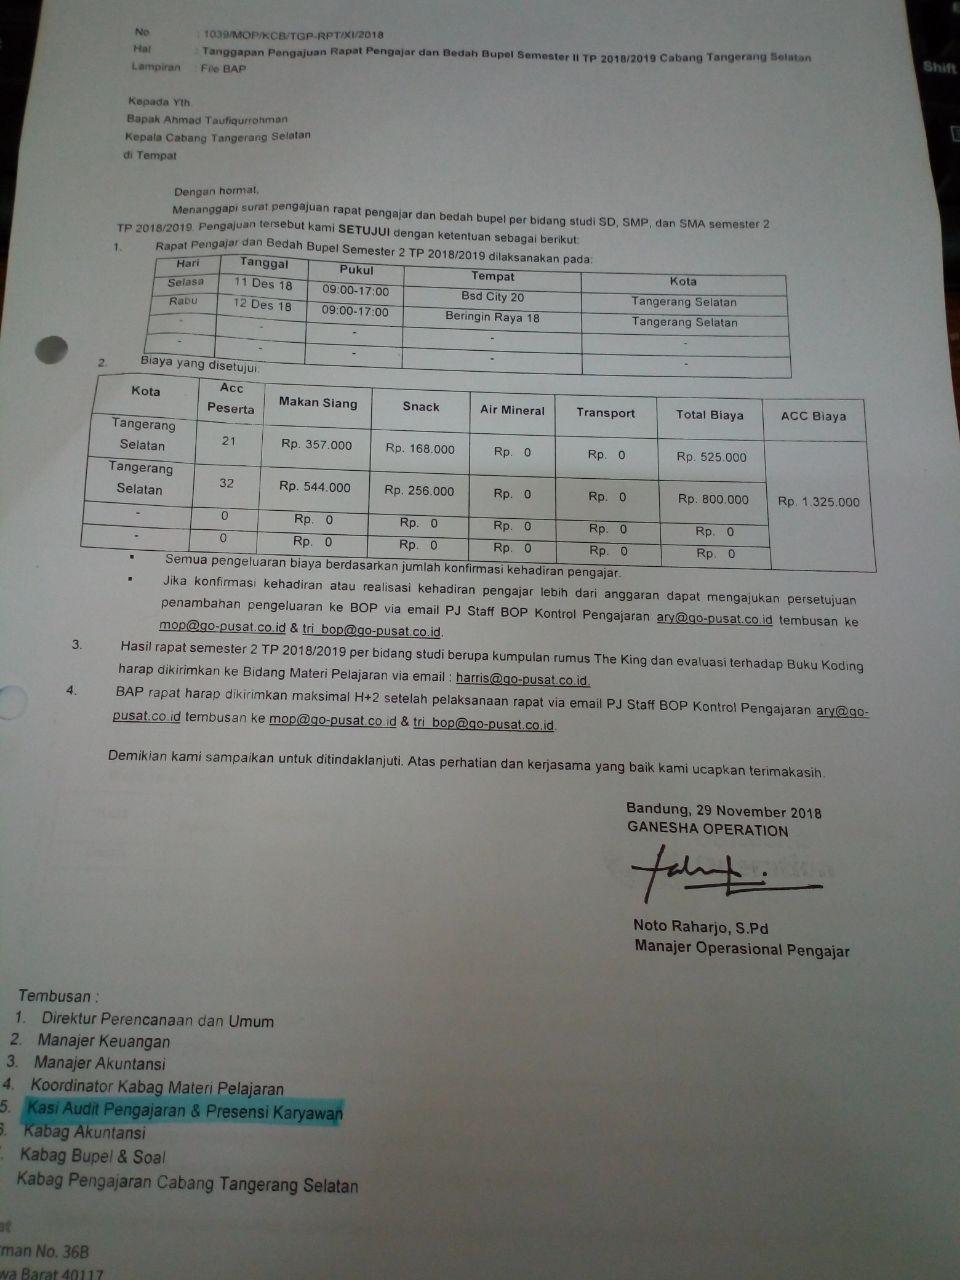 No : 1039/MOP/KCB/TGP-RPT/XI/2018
Hal : Tanggapan Pengajuan Rapat Pengajar dan Bedah Bupel Semester II TP 2018/2019 Cabang Tangerang Selatan
Lampiran : File BAP
Kepada Yth.
Bapak Ahmad Taufiqurrohman
Kepala Cabang Tangerang Selatan
di Tempat
Dengan hormat,
Menanggapi surat pengajuan rapat pengajar dan bedah bupel per bidang studi SD, SMP, dan SMA semester 2
TP 2018/2019. Pengajuan tersebut kami SETUJUI dengan ketentuan sebagai berikut:
1. Rapat Pengajar dan Bedah Bupel Semester 2 TP 2018/2019 dilaksanakan pada:
Hari Tanggal Pukul Tempat Kota
Selasa 11 Des 18 09:00-17:00 Bsd City 20 Tangerang Selatan
Rabu 12 Des 18 09:00-17:00 Beringin Raya 18 Tangerang Selatan
- - - - -
- - - - -
2. Biaya yang disetujui:
Kota Acc Peserta Makan Siang Snack Air Mineral Transport Total Biaya ACC Biaya
Tangerang Selatan 21 Rp. 357.000 Rp. 168.000 Rp. 0 Rp. 0 Rp. 525.000
Tangerang Selatan 32 Rp. 544.000 Rp. 256.000 Rp. 0 Rp. 0 Rp. 800.000 Rp. 1.325.000
- 0 Rp. 0 Rp. 0 Rp. 0 Rp. 0 Rp. 0
- 0 Rp. 0 Rp. 0 Rp. 0 Rp. 0 Rp. 0
▪ Semua pengeluaran biaya berdasarkan jumlah konfirmasi kehadiran pengajar.
▪ Jika konfirmasi kehadiran atau realisasi kehadiran pengajar lebih dari anggaran dapat mengajukan persetujuan
penambahan pengeluaran ke BOP via email PJ Staff BOP Kontrol Pengajaran ary@go-pusat.co.id tembusan ke
mop@go-pusat.co.id & tri_bop@go-pusat.co.id.
3. Hasil rapat semester 2 TP 2018/2019 per bidang studi berupa kumpulan rumus The King dan evaluasi terhadap Buku Koding
harap dikirimkan ke Bidang Materi Pelajaran via email : harris@go-pusat.co.id.
4. BAP rapat harap dikirimkan maksimal H+2 setelah pelaksanaan rapat via email PJ Staff BOP Kontrol Pengajaran ary@go-
pusat.co.id tembusan ke mop@go-pusat.co.id & tri_bop@go-pusat.co.id.
Demikian kami sampaikan untuk ditindaklanjuti. Atas perhatian dan kerjasama yang baik kami ucapkan terimakasih.
Bandung, 29 November 2018
GANESHA OPERATION
Noto Raharjo, S.Pd
Manajer Operasional Pengajar
Tembusan :
1. Direktur Perencanaan dan Umum
2. Manajer Keuangan
3. Manajer Akuntansi
4. Koordinator Kabag Materi Pelajaran
5. Kasi Audit Pengajaran & Presensi Karyawan
6. Kabag Akuntansi
Kabag Bupel & Soal
Kabag Pengajaran Cabang Tangerang Selatan
No. 36B
Barat 40117
Shift